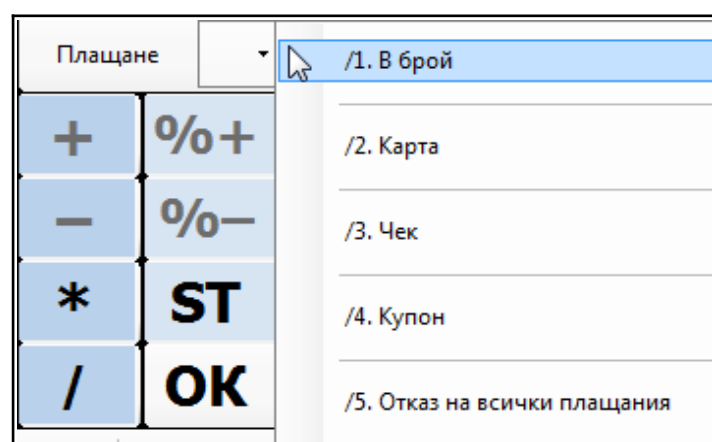 Плащане
/1. В брой
+ %+
/2. Карта
− %−
/3. Чек
* ST
/4. Купон
/ OK
/5. Отказ на всички плащания